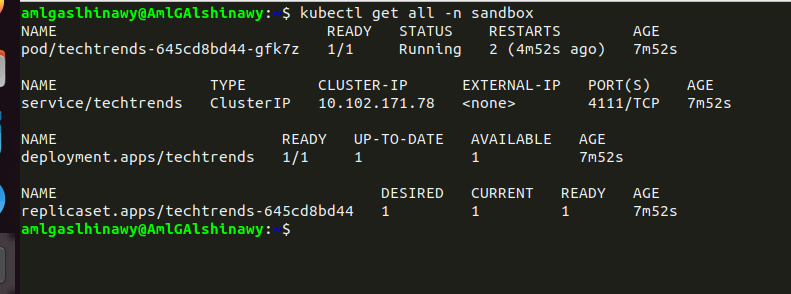 amlgaslhinawy@AmlGAlshinawy:~$ kubectl get all -n sandbox
NAME READY STATUS RESTARTS AGE
pod/techtrends-645cd8bd44-gfk7z 1/1 Running 2 (4m52s ago) 7m52s
NAME TYPE CLUSTER-IP EXTERNAL-IP PORT(S) AGE
service/techtrends ClusterIP 10.102.171.78 <none> 4111/TCP 7m52s
NAME READY UP-TO-DATE AVAILABLE AGE
deployment.apps/techtrends 1/1 1 1 7m52s
NAME DESIRED CURRENT READY AGE
replicaset.apps/techtrends-645cd8bd44 1 1 1 7m52s
amlgaslhinawy@AmlGAlshinawy:~$